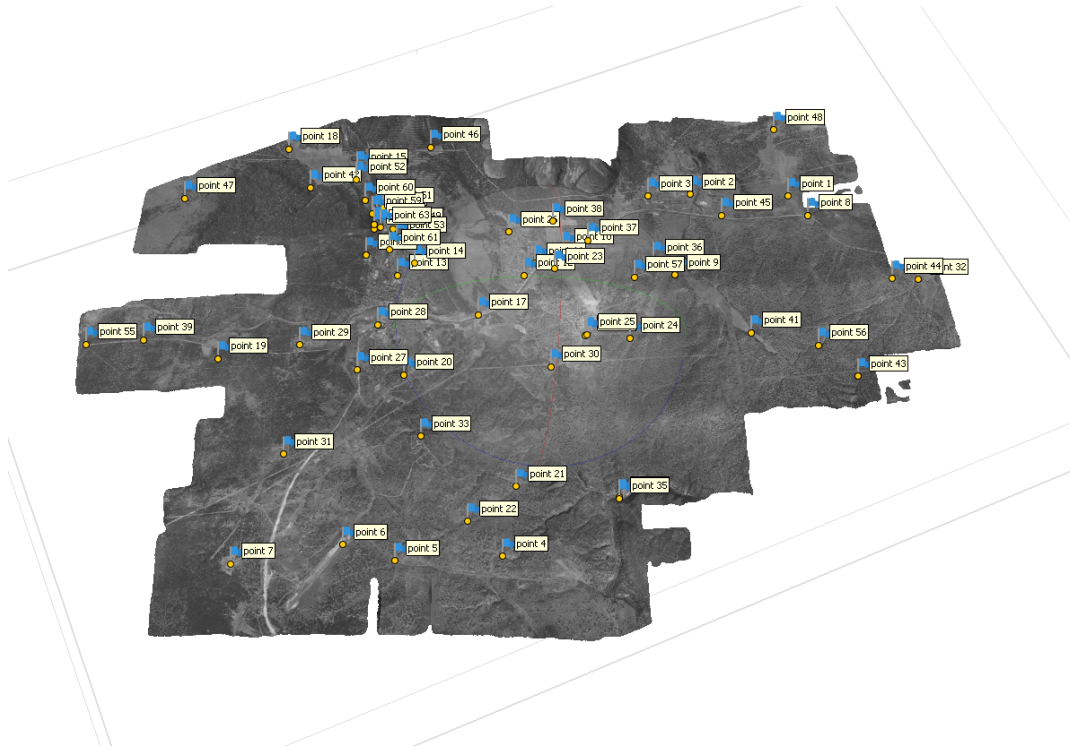 point 48
point 46
point 18
point 15
point 52
point 3
point 2
point 1
point 47
point 60
point 45
point 8
point 59
point 63
point 38
point 53
point 37
point 61
point 36
point 14
point 23
point 13
point 57
point 9
point 44
point 17
point 28
point 25
point 24
point 41
point 55
point 39
point 29
point 56
point 19
point 30
point 27
point 20
point 43
point 33
point 31
point 21
point 35
point 22
point 6
point 4
point 5
point 7